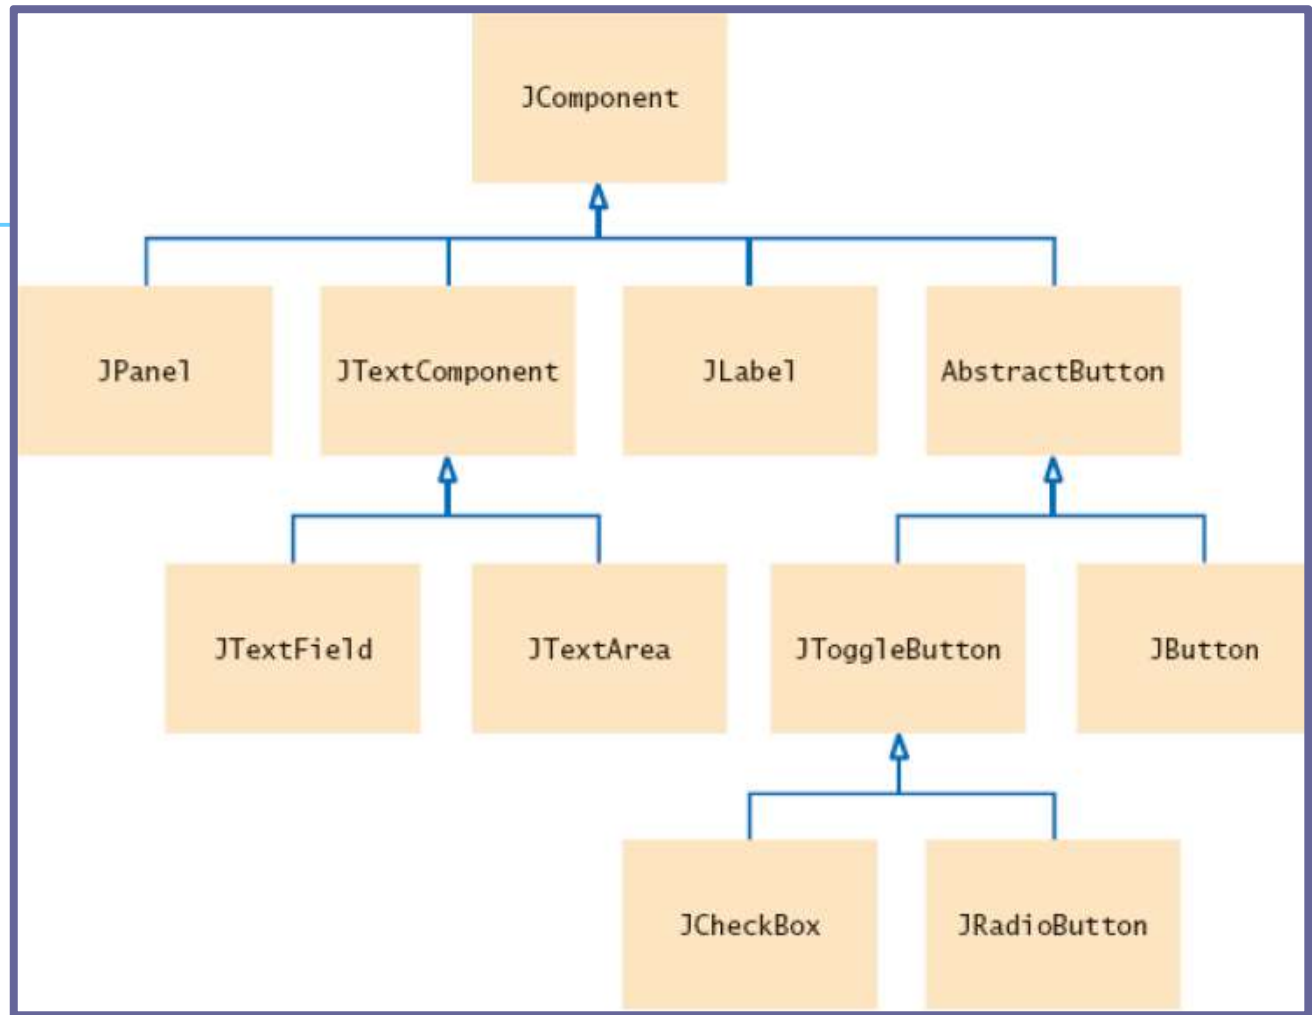 JComponent
JPanel
JTextComponent
JLabel
AbstractButton
JTextField
JTextArea
JToggleButton
JButton
JCheckBox
JRadioButton